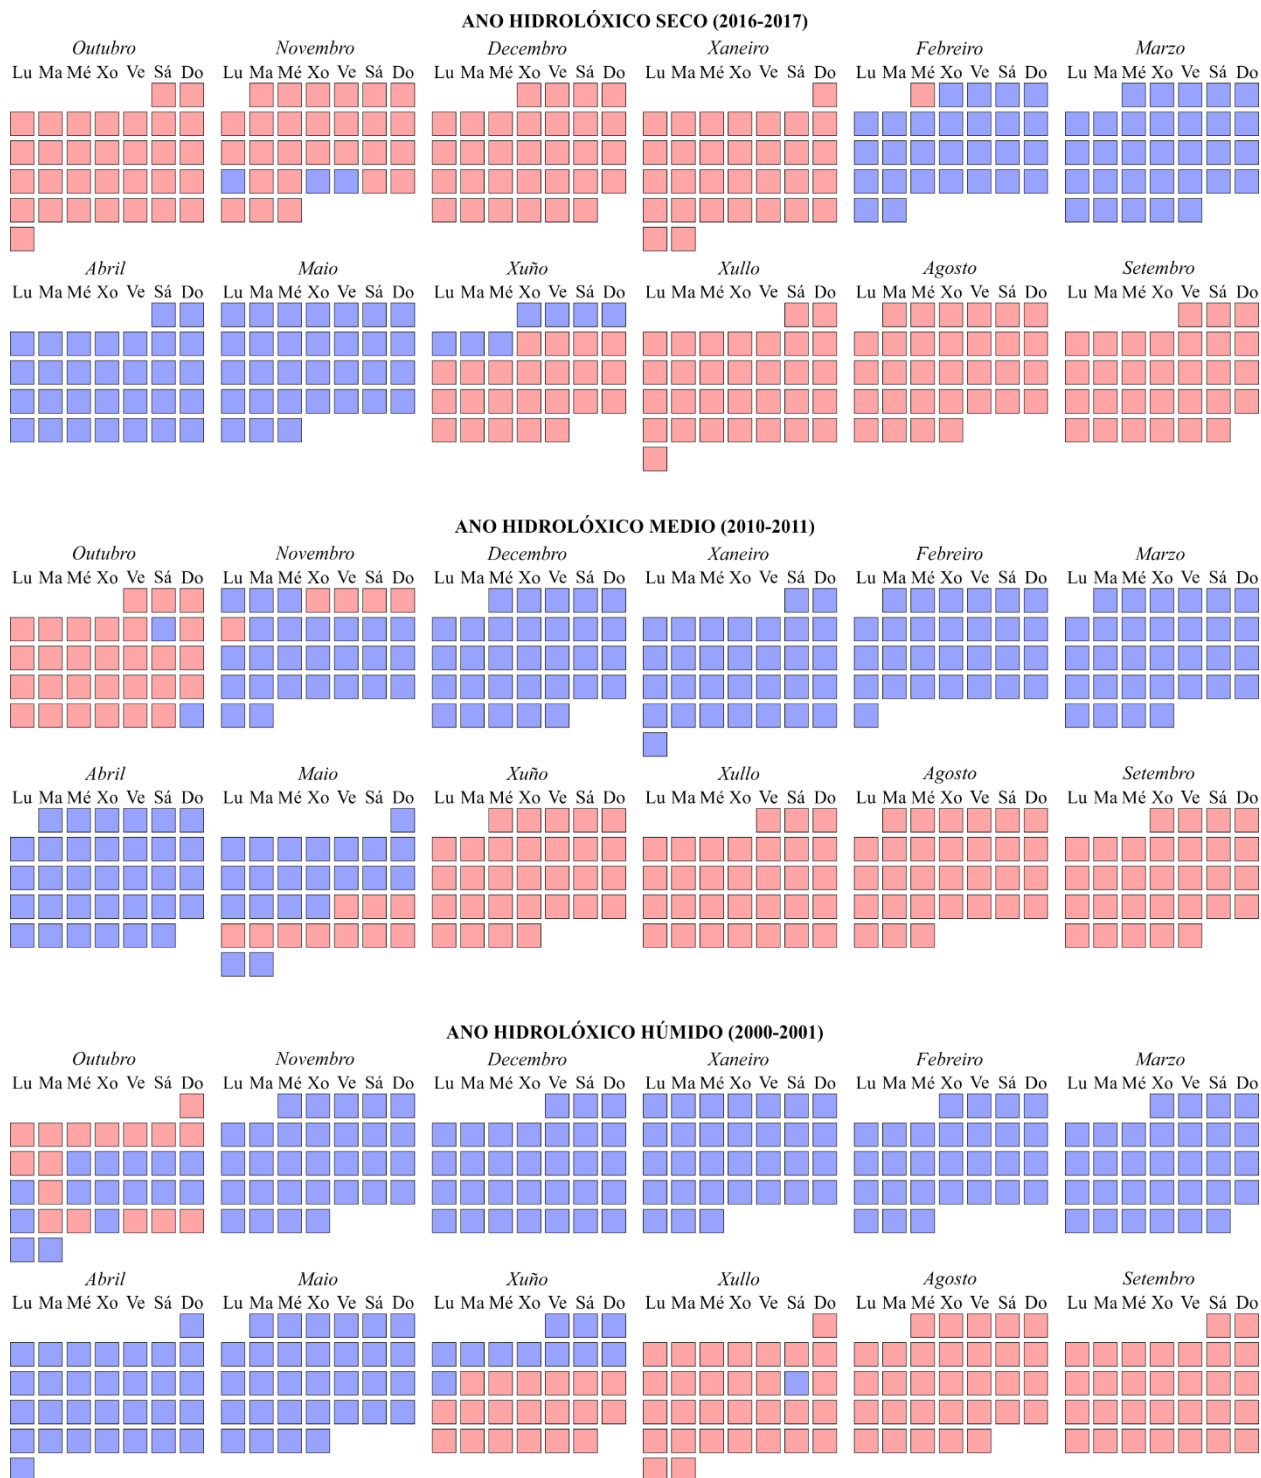 ANO HIDROLÓXICO SECO (2016-2017)
Outubro Novembro Decembro Xaneiro Febreiro Marzo
Lu Ma Mé Xo Ve Sá Do Lu Ma Mé Xo Ve Sá Do Lu Ma Mé Xo Ve Sá Do Lu Ma Mé Xo Ve Sá Do Lu Ma Mé Xo Ve Sá Do Lu Ma Mé Xo Ve Sá Do
Abril Maio Xuño Xullo Agosto Setembro
Lu Ma Mé Xo Ve Sá Do Lu Ma Mé Xo Ve Sá Do Lu Ma Mé Xo Ve Sá Do Lu Ma Mé Xo Ve Sá Do Lu Ma Mé Xo Ve Sá Do Lu Ma Mé Xo Ve Sá Do
ANO HIDROLÓXICO MEDIO (2010-2011)
Outubro Novembro Decembro Xaneiro Febreiro Marzo
Lu Ma Mé Xo Ve Sá Do Lu Ma Mé Xo Ve Sá Do Lu Ma Mé Xo Ve Sá Do Lu Ma Mé Xo Ve Sá Do Lu Ma Mé Xo Ve Sá Do Lu Ma Mé Xo Ve Sá Do
Abril Maio Xuño Xullo Agosto Setembro
Lu Ma Mé Xo Ve Sá Do Lu Ma Mé Xo Ve Sá Do Lu Ma Mé Xo Ve Sá Do Lu Ma Mé Xo Ve Sá Do Lu Ma Mé Xo Ve Sá Do Lu Ma Mé Xo Ve Sá Do
ANO HIDROLÓXICO HÚMIDO (2000-2001)
Outubro Novembro Decembro Xaneiro Febreiro Marzo
Lu Ma Mé Xo Ve Sá Do Lu Ma Mé Xo Ve Sá Do Lu Ma Mé Xo Ve Sá Do Lu Ma Mé Xo Ve Sá Do Lu Ma Mé Xo Ve Sá Do Lu Ma Mé Xo Ve Sá Do
Abril Maio Xuño Xullo Agosto Setembro
Lu Ma Mé Xo Ve Sá Do Lu Ma Mé Xo Ve Sá Do Lu Ma Mé Xo Ve Sá Do Lu Ma Mé Xo Ve Sá Do Lu Ma Mé Xo Ve Sá Do Lu Ma Mé Xo Ve Sá Do